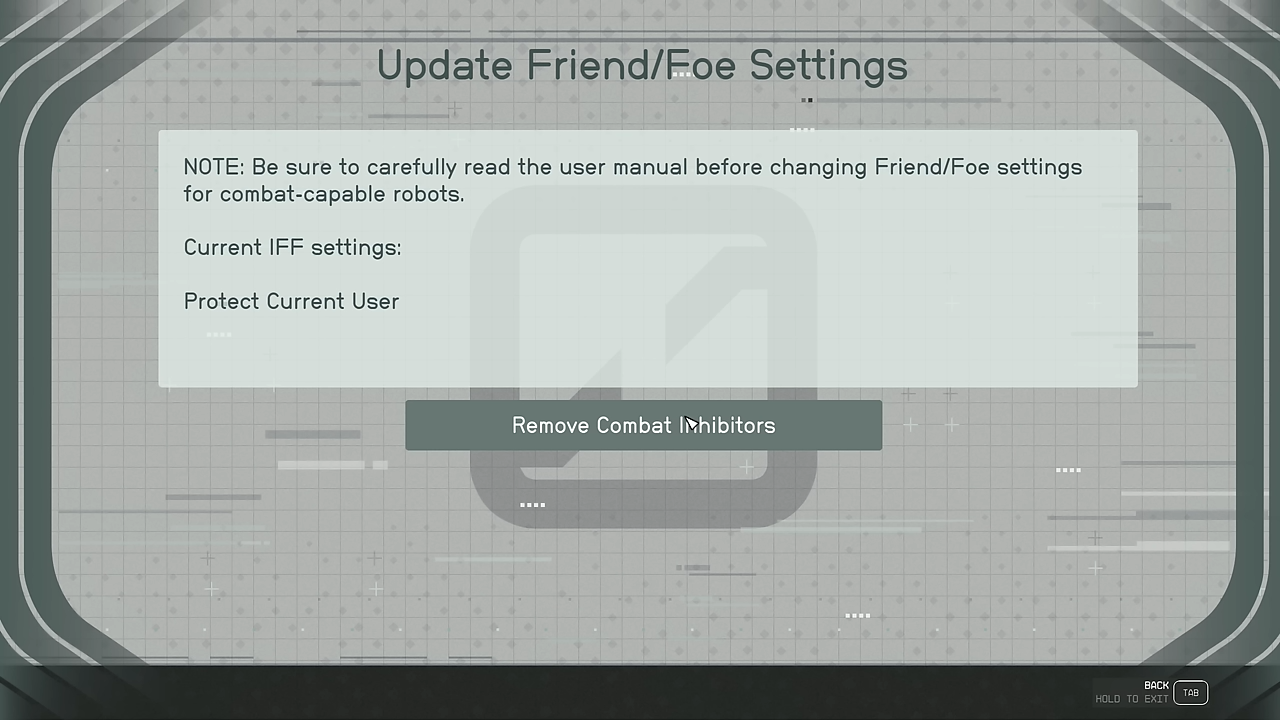 Update Friend/Foe Settings
NOTE: Be sure to carefully read the user manual before changing Friend/Foe settings
for combat-capable robots.
Current IFF settings:
Protect Current User
Remove Combat Inhibitors
BACK
HOLD TO EXIT
TAB